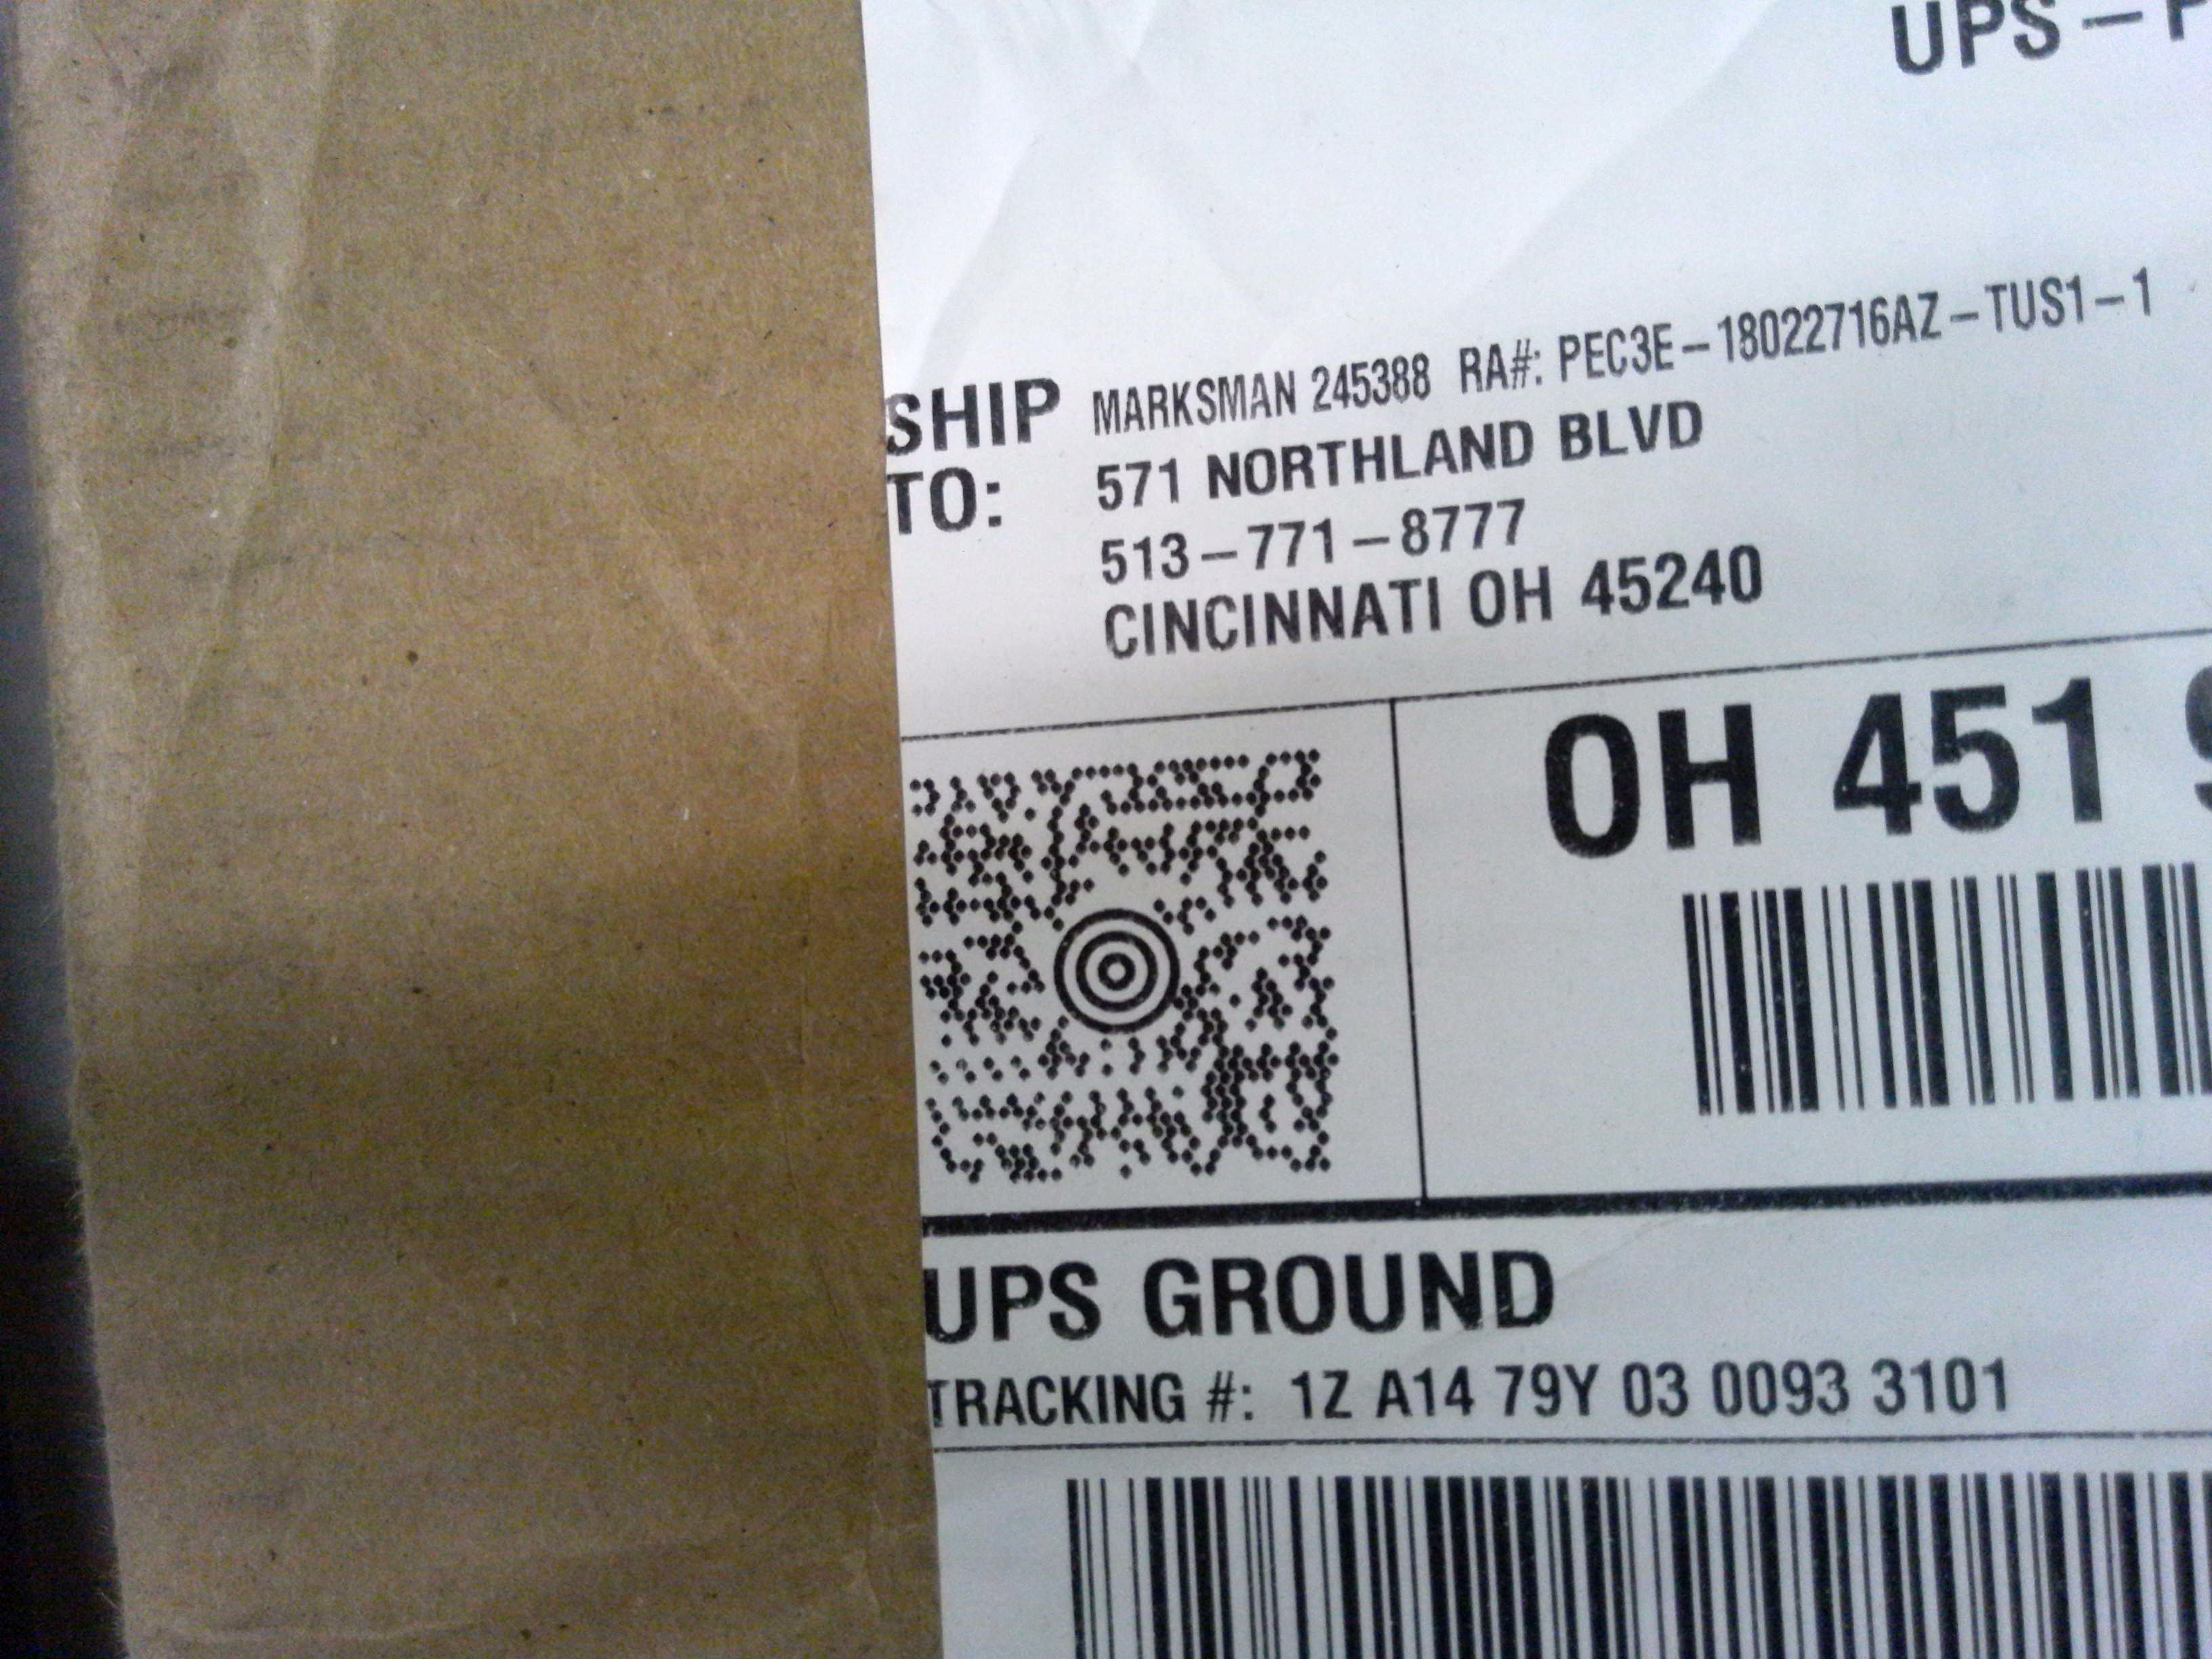 UPS –
SHIP TO:
MARKSMAN 245388 RA#: PEC3E–18022716AZ–TUS1–1
571 NORTHLAND BLVD
513–771–8777
CINCINNATI OH 45240
OH 451
UPS GROUND
TRACKING #: 1Z A14 79Y 03 0093 3101